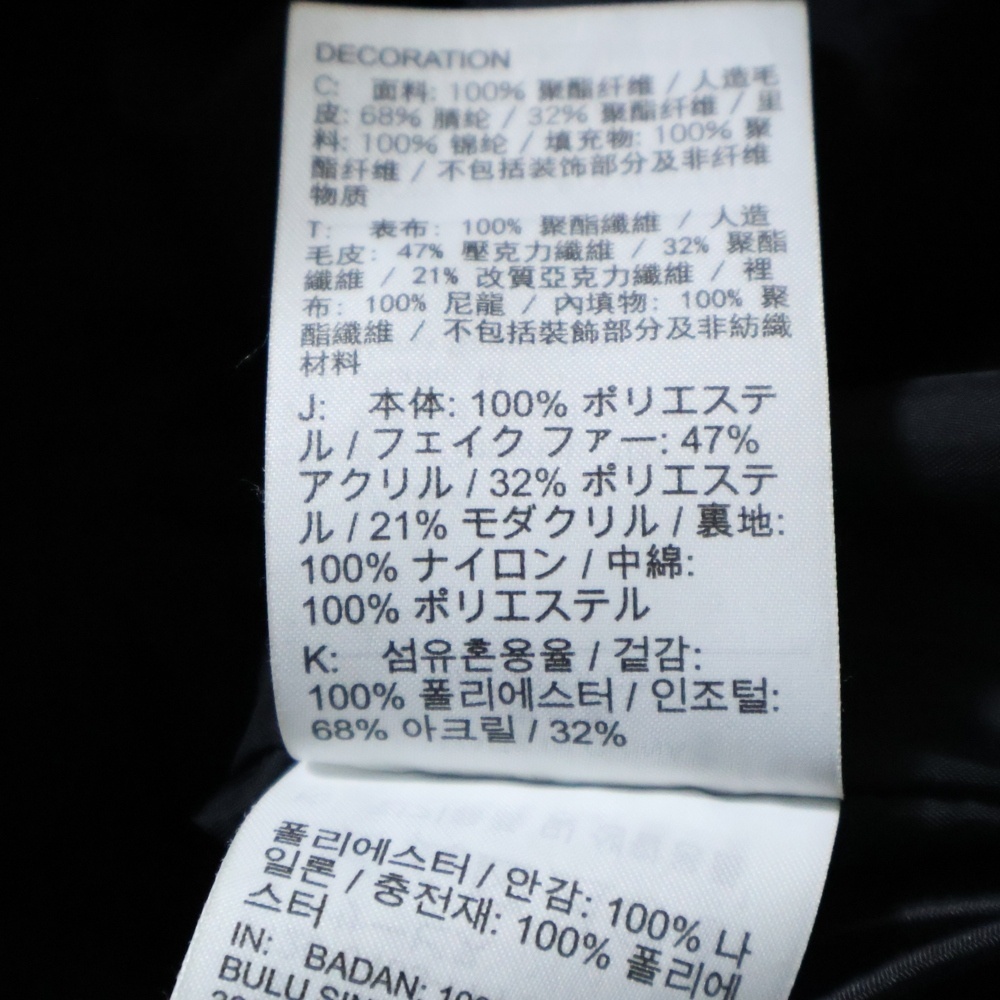 DECORATION
C: 面料: 100% 聚酯纤维 / 人造毛
皮: 68% 腈纶 / 32% 聚酯纤维 / 里
料: 100% 锦纶 / 填充物: 100% 聚
酯纤维 / 不包括装饰部分及非纤维
物质
T: 表布: 100% 聚酯纖維 / 人造
毛皮: 47% 壓克力纖維 / 32% 聚酯
纖維 / 21% 改質亞克力纖維 / 裡
布: 100% 尼龍 / 內填物: 100% 聚
酯纖維 / 不包括裝飾部分及非紡織
材料
J: 本体: 100% ポリエステ
ル / フェイク ファー: 47%
アクリル / 32% ポリエステ
ル / 21% モダクリル / 裏地:
100% ナイロン / 中綿:
100% ポリエステル
K: 섬유혼용율 / 겉감:
100% 폴리에스터 / 인조털:
68% 아크릴 / 32%
폴리에스터 / 안감: 100% 나
일론 / 충전재: 100% 폴리에
스터
IN: BADAN:
BULU